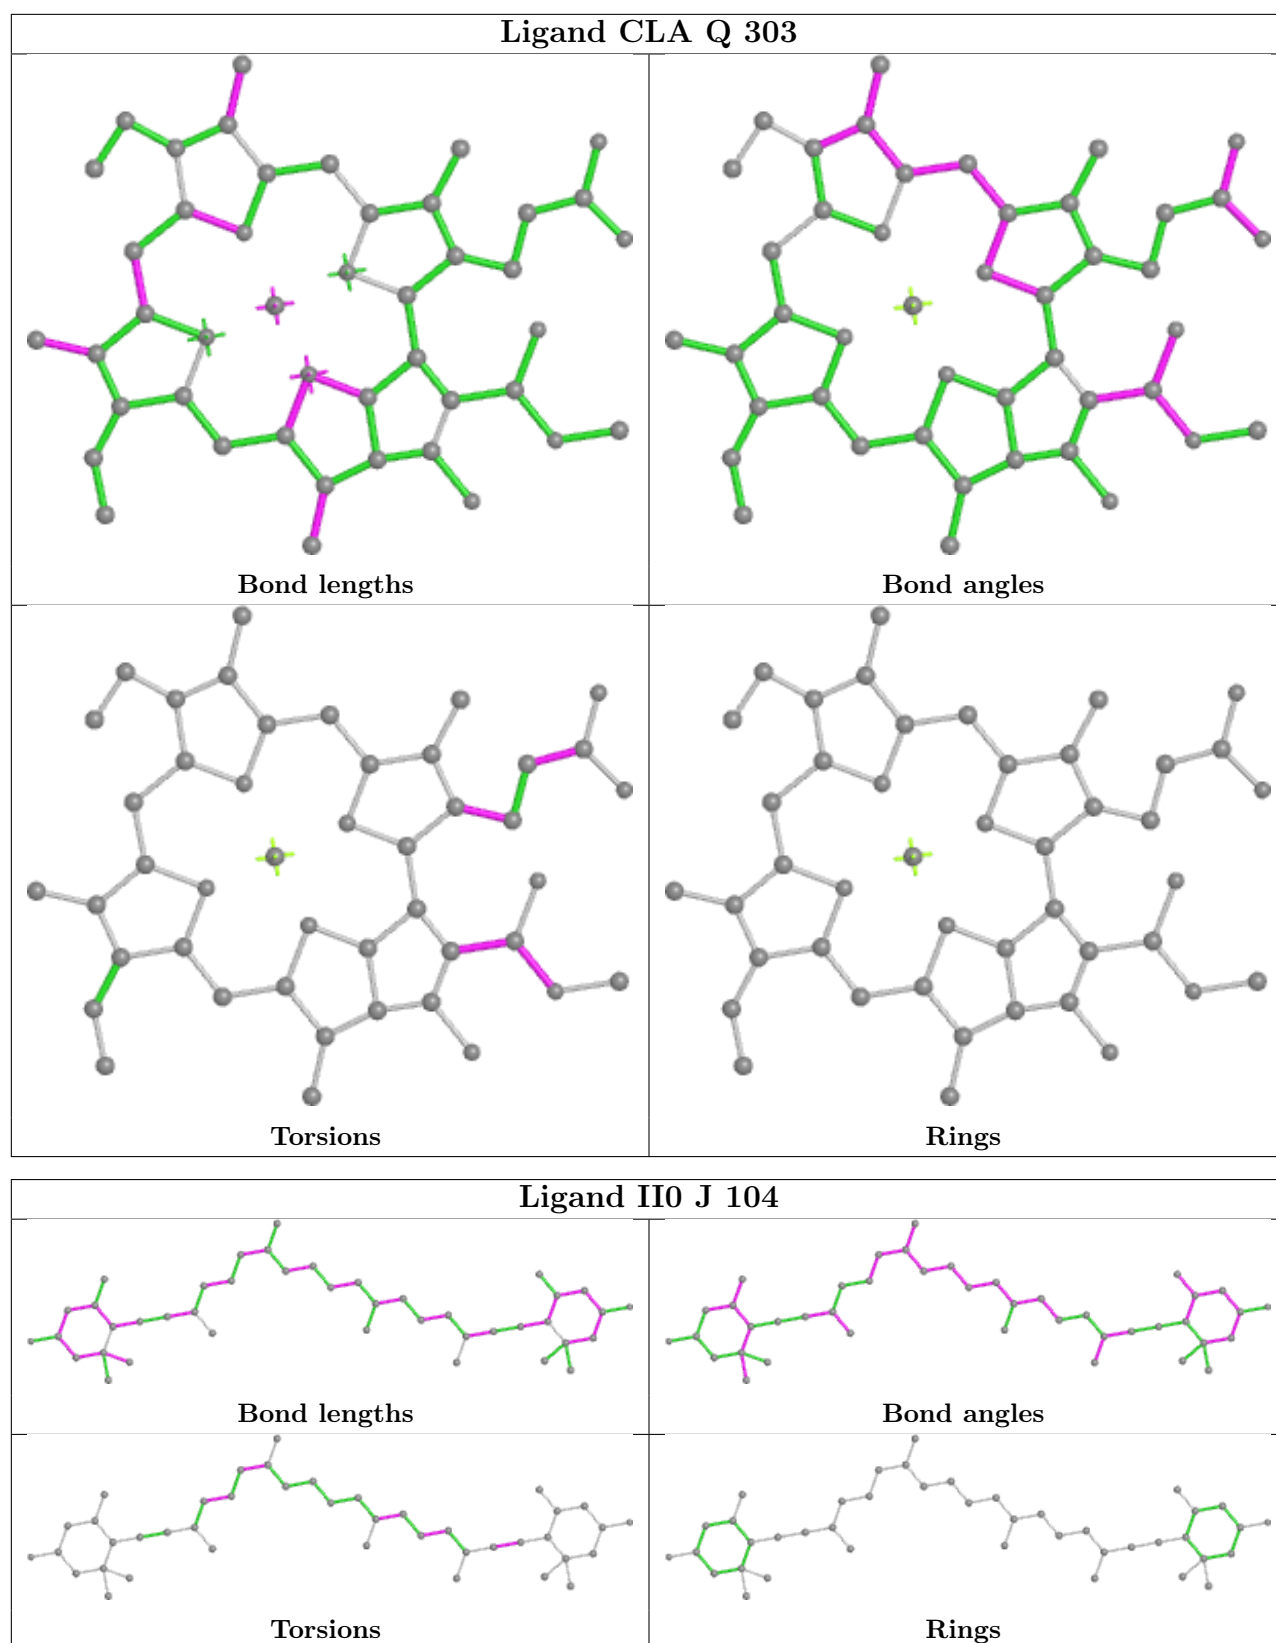 Ligand CLA Q 303
Bond lengths
Bond angles
Torsions
Rings
Ligand II0 J 104
Bond lengths
Bond angles
Torsions
Rings